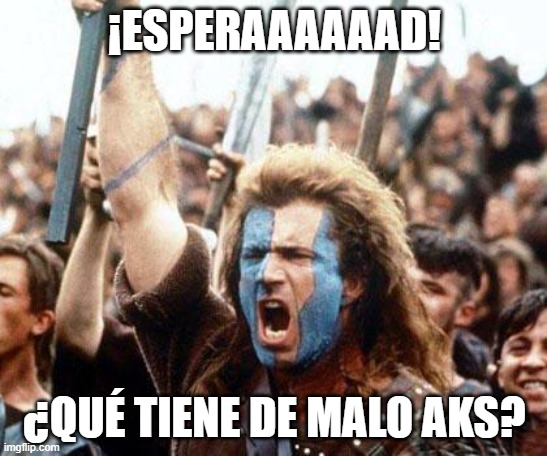 ¡ESPERAAAAAAD!
¿QUÉ TIENE DE MALO AKS?
imgflip.com